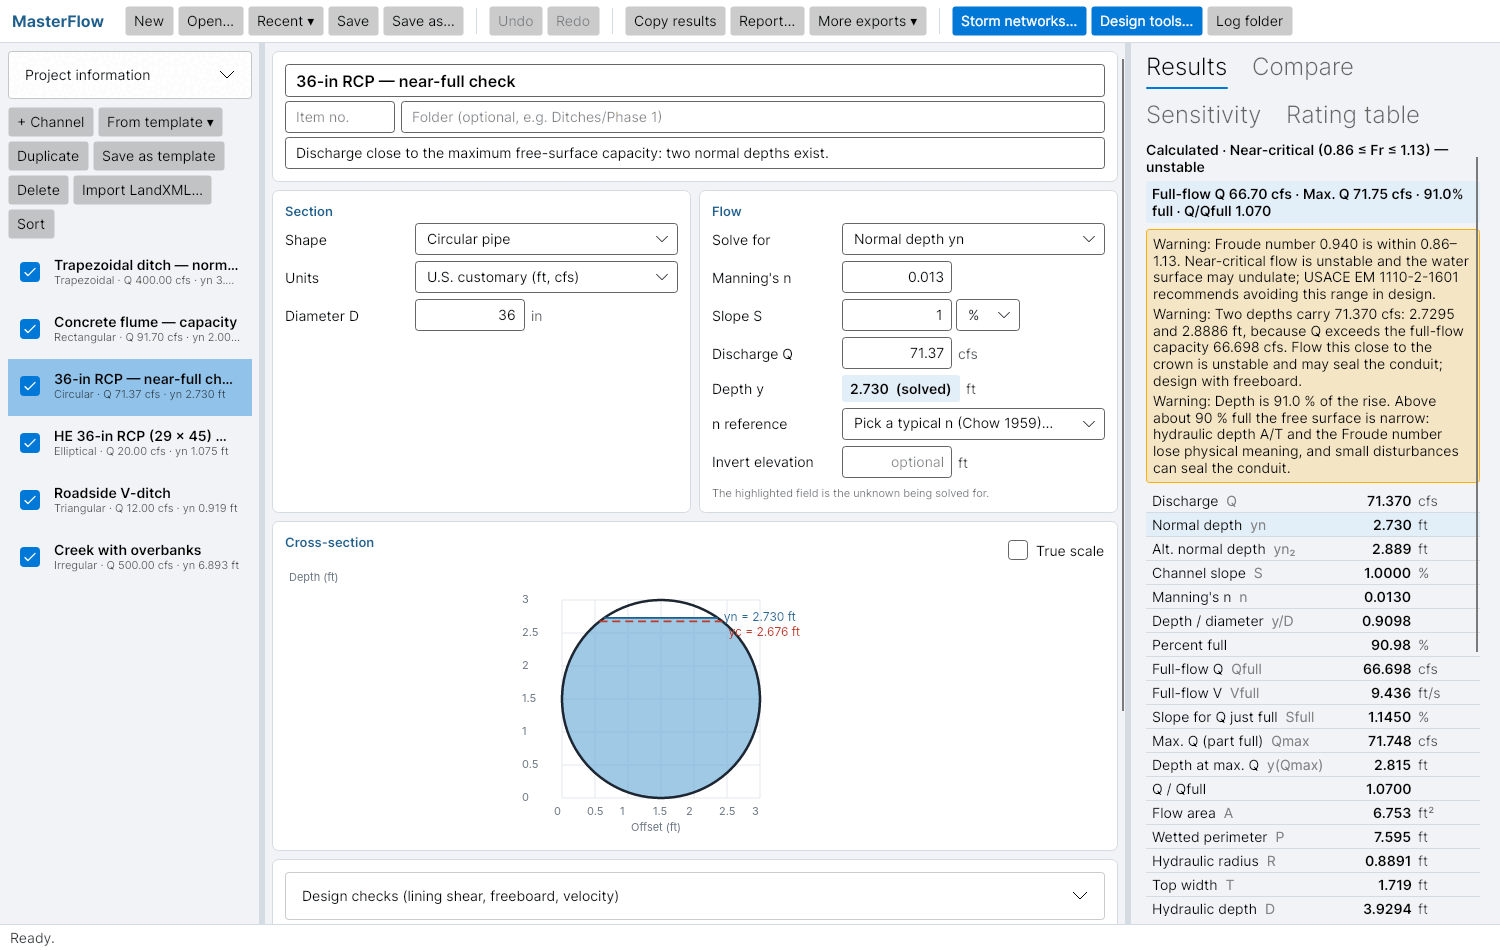 MasterFlow
New
Open...
Recent ▾
Save
Save as...
Undo
Redo
Copy results
Report...
More exports ▾
Storm networks...
Design tools...
Log folder
Project information
+ Channel
From template ▾
Duplicate
Save as template
Delete
Import LandXML...
Sort
Trapezoidal ditch — norm...
Trapezoidal · Q 400.00 cfs · yn 3....
Concrete flume — capacity
Rectangular · Q 91.70 cfs · yn 2.00...
36-in RCP — near-full ch...
Circular · Q 71.37 cfs · yn 2.730 ft
HE 36-in RCP (29 × 45) ...
Elliptical · Q 20.00 cfs · yn 1.075 ft
Roadside V-ditch
Triangular · Q 12.00 cfs · yn 0.919 ft
Creek with overbanks
Irregular · Q 500.00 cfs · yn 6.893 ft
36-in RCP — near-full check
Item no.
Folder (optional, e.g. Ditches/Phase 1)
Discharge close to the maximum free-surface capacity: two normal depths exist.
Section
Shape
Circular pipe
Units
U.S. customary (ft, cfs)
Diameter D
36
in
Flow
Solve for
Normal depth yn
Manning's n
0.013
Slope S
1
%
Discharge Q
71.37
cfs
Depth y
2.730 (solved)
ft
n reference
Pick a typical n (Chow 1959)...
Invert elevation
optional
ft
The highlighted field is the unknown being solved for.
Cross-section
True scale
Depth (ft)
3
2.5
2
1.5
1
0.5
0
yn = 2.730 ft
yc = 2.676 ft
0 0.5 1 1.5 2 2.5 3
Offset (ft)
Design checks (lining shear, freeboard, velocity)
Results
Compare
Sensitivity
Rating table
Calculated · Near-critical (0.86 ≤ Fr ≤ 1.13) —
unstable
Full-flow Q 66.70 cfs · Max. Q 71.75 cfs · 91.0%
full · Q/Qfull 1.070
Warning: Froude number 0.940 is within 0.86–
1.13. Near-critical flow is unstable and the water
surface may undulate; USACE EM 1110-2-1601
recommends avoiding this range in design.
Warning: Two depths carry 71.370 cfs: 2.7295
and 2.8886 ft, because Q exceeds the full-flow
capacity 66.698 cfs. Flow this close to the
crown is unstable and may seal the conduit;
design with freeboard.
Warning: Depth is 91.0 % of the rise. Above
about 90 % full the free surface is narrow:
hydraulic depth A/T and the Froude number
lose physical meaning, and small disturbances
can seal the conduit.
Discharge Q 71.370 cfs
Normal depth yn 2.730 ft
Alt. normal depth yn₂ 2.889 ft
Channel slope S 1.0000 %
Manning's n n 0.0130
Depth / diameter y/D 0.9098
Percent full 90.98 %
Full-flow Q Qfull 66.698 cfs
Full-flow V Vfull 9.436 ft/s
Slope for Q just full Sfull 1.1450 %
Max. Q (part full) Qmax 71.748 cfs
Depth at max. Q y(Qmax) 2.815 ft
Q / Qfull 1.0700
Flow area A 6.753 ft²
Wetted perimeter P 7.595 ft
Hydraulic radius R 0.8891 ft
Top width T 1.719 ft
Hydraulic depth D 3.9294 ft
Ready.